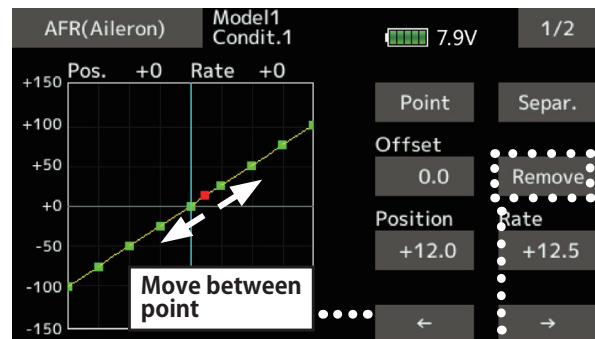 AFR(Aileron)
Model1
Condit.1
7.9V
1/2
Pos. +0 Rate +0
+150
+100
+50
+0
-50
-100
-150
Point
Separ.
Offset
0.0
Remove
Position
Rate
+12.0
+12.5
Move between
point
←
→